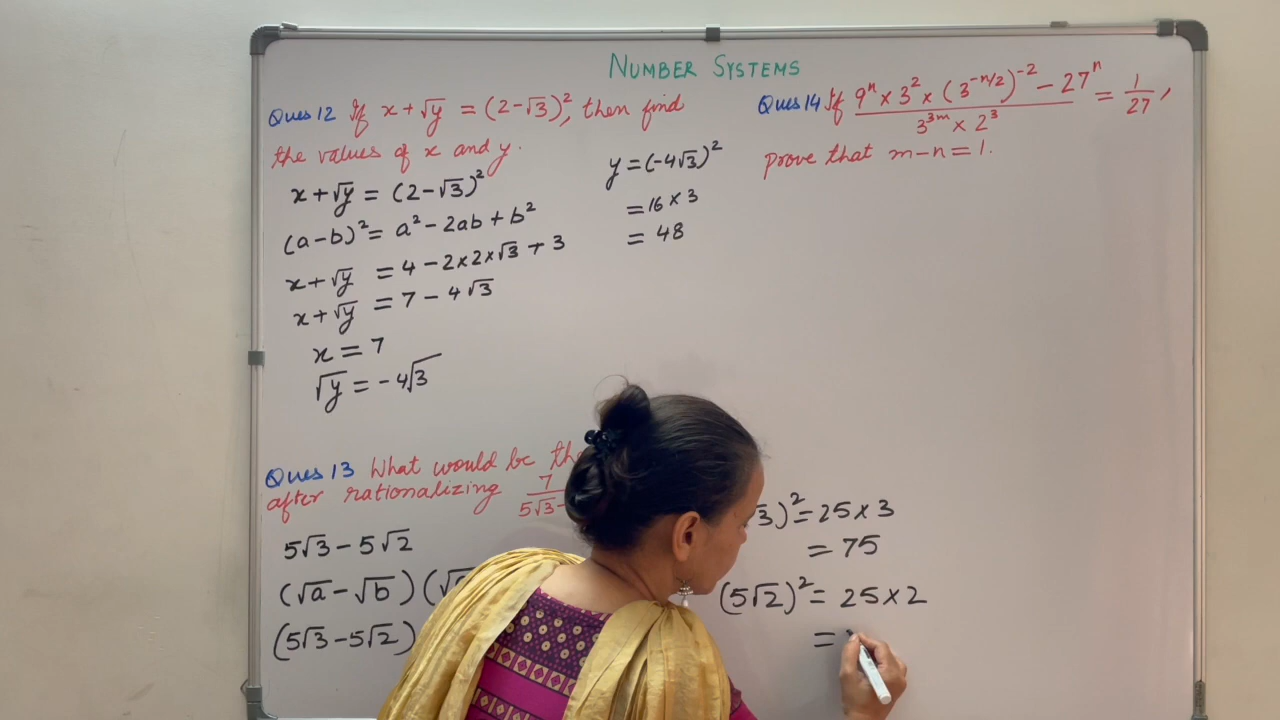 NUMBER SYSTEMS
Ques 12 If x+√y = (2-√3)², then find
the values of x and y.
x+√y = (2-√3)²
(a-b)² = a² - 2ab + b²
x+√y = 4 - 2×2×√3 + 3
x+√y = 7 - 4√3
x = 7
√y = -4√3
y = (-4√3)²
= 16 × 3
= 48
Ques 13 What would be the
after rationalizing 7/5√3-
5√3 - 5√2
(√a - √b) (√
(5√3 - 5√2)
3)² = 25 × 3
= 75
(5√2)² = 25 × 2
=
Ques 14 If 9ⁿ × 3² × (3^(-n/2))^(-2) - 27ⁿ / 3^(3m) × 2³ = 1/27,
prove that m-n = 1.